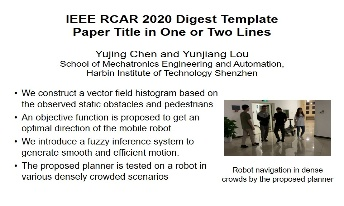 IEEE RCAR 2020 Digest Template
Paper Title in One or Two Lines
Yujing Chen and Yunjiang Lou
School of Mechatronics Engineering and Automation,
Harbin Institute of Technology Shenzhen
• We construct a vector field histogram based on
the observed static obstacles and pedestrians
• An objective function is proposed to get an
optimal direction of the mobile robot
• We introduce a fuzzy inference system to
generate smooth and efficient motion.
• The proposed planner is tested on a robot in
various densely crowded scenarios
Robot navigation in dense
crowds by the proposed planner